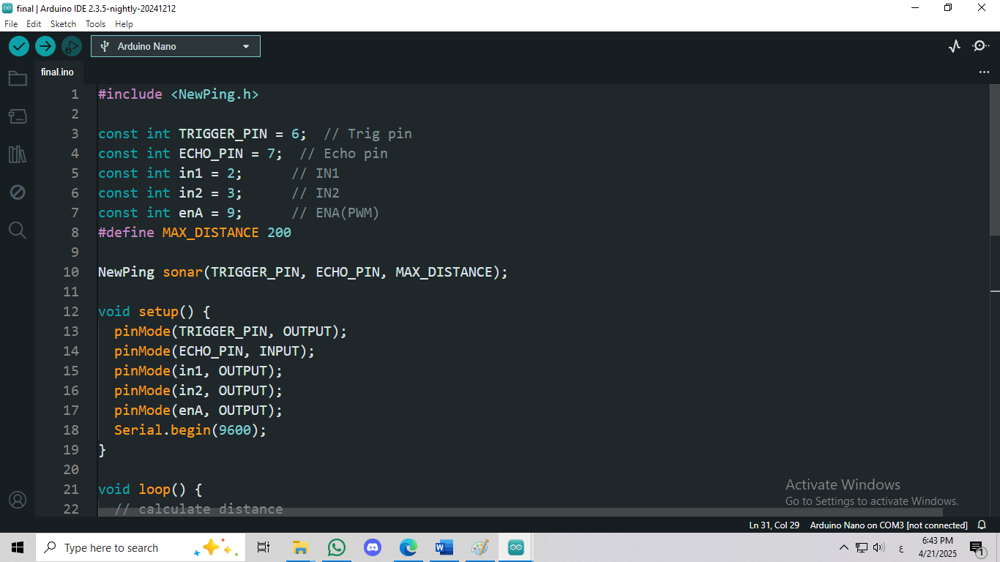 final | Arduino IDE 2.3.5-nightly-20241212
File Edit Sketch Tools Help
Arduino Nano
final.ino
1 #include <NewPing.h>
2
3 const int TRIGGER_PIN = 6;  // Trig pin
4 const int ECHO_PIN = 7;  // Echo pin
5 const int in1 = 2;      // IN1
6 const int in2 = 3;      // IN2
7 const int enA = 9;      // ENA(PWM)
8 #define MAX_DISTANCE 200
9
10 NewPing sonar(TRIGGER_PIN, ECHO_PIN, MAX_DISTANCE);
11
12 void setup() {
13   pinMode(TRIGGER_PIN, OUTPUT);
14   pinMode(ECHO_PIN, INPUT);
15   pinMode(in1, OUTPUT);
16   pinMode(in2, OUTPUT);
17   pinMode(enA, OUTPUT);
18   Serial.begin(9600);
19 }
20
21 void loop() {
22   // calculate distance
Activate Windows
Go to Settings to activate Windows.
Ln 31, Col 29 Arduino Nano on COM3 [not connected]
Type here to search
W
ع
6:43 PM
4/21/2025
1